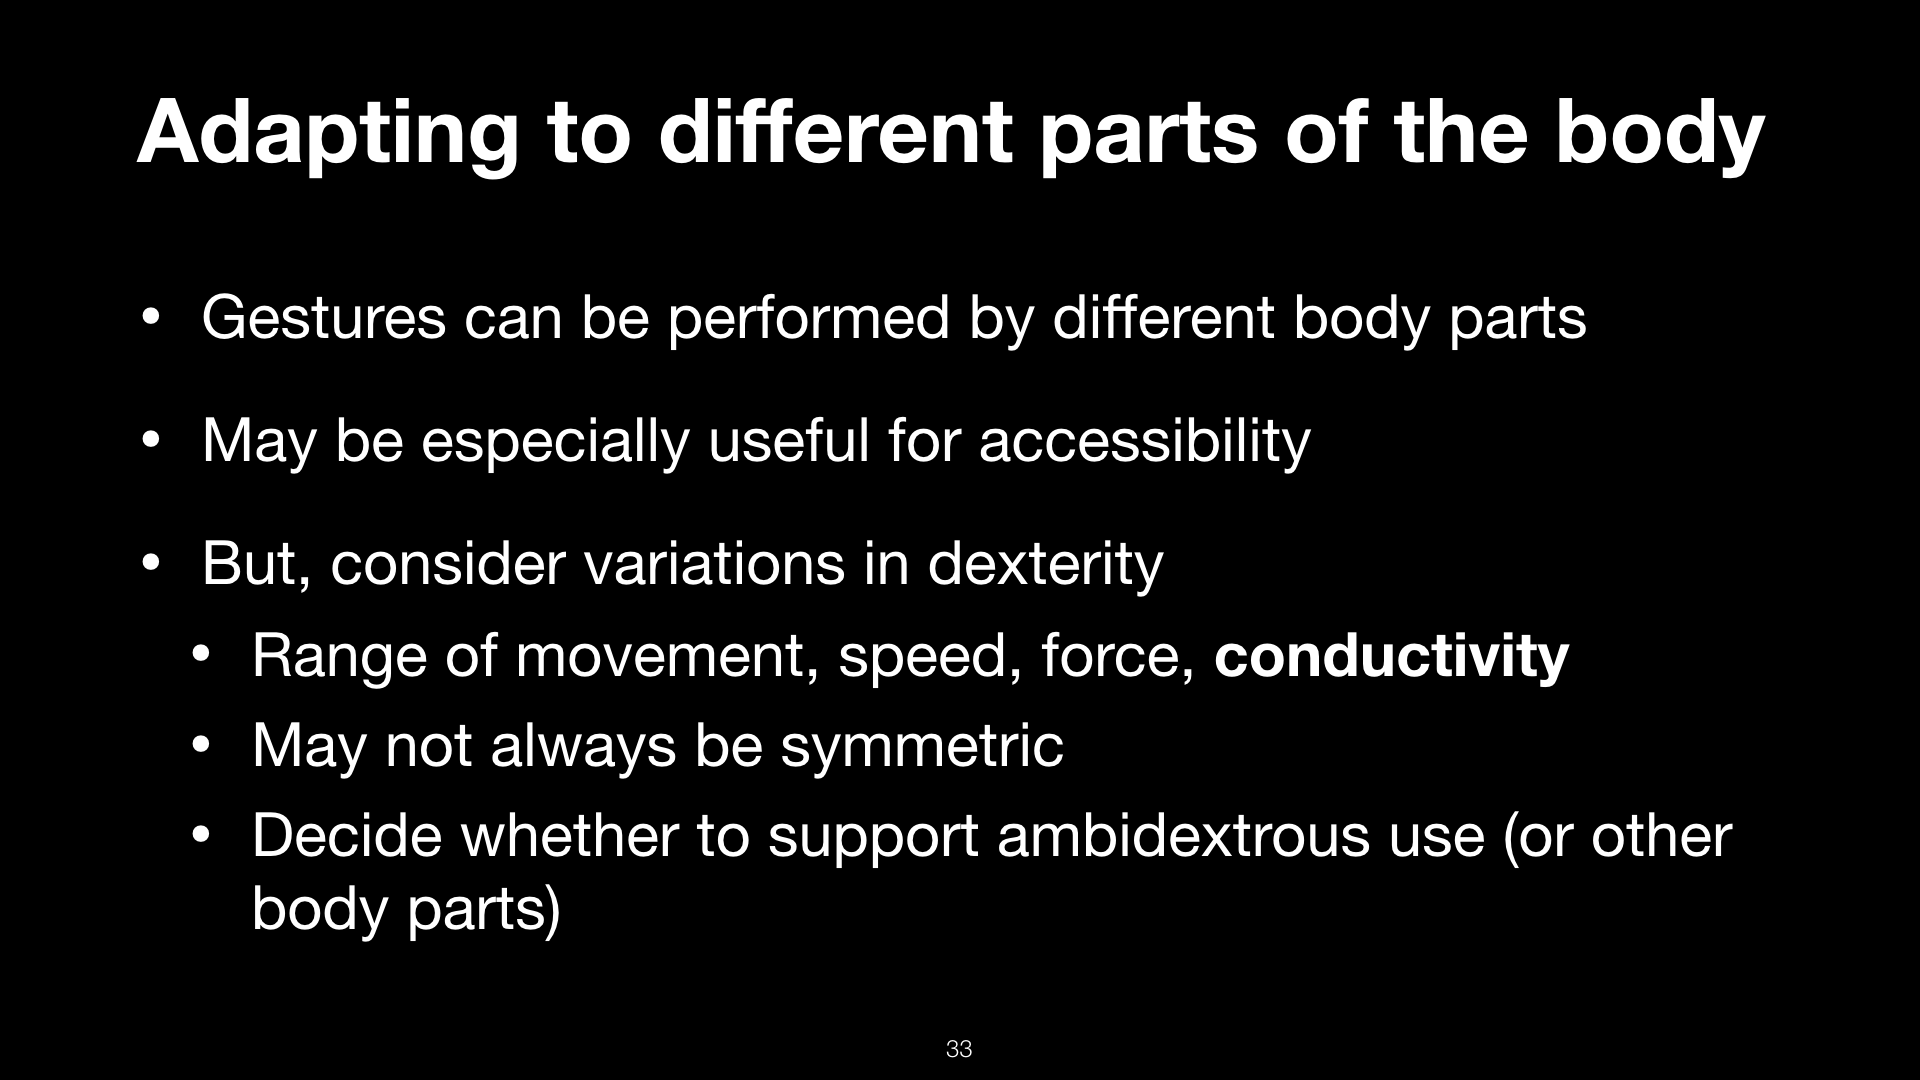 Adapting to different parts of the body
• Gestures can be performed by different body parts
• May be especially useful for accessibility
• But, consider variations in dexterity
• Range of movement, speed, force, conductivity
• May not always be symmetric
• Decide whether to support ambidextrous use (or other
body parts)
33